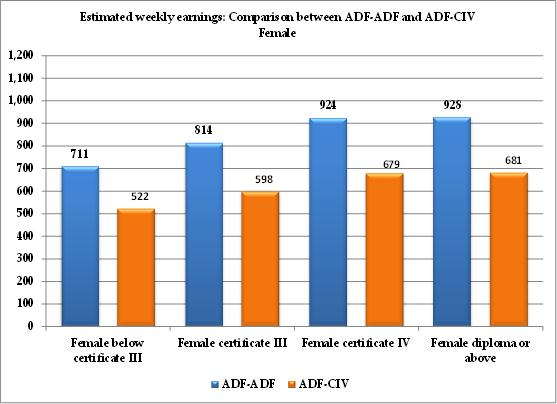 Estimated weekly earnings: Comparison between ADF-ADF and ADF-CIV
Female
1,200
1,100
1,000
900
800
700
600
500
400
300
200
100
0
711
522
814
598
924
679
928
681
Female below
certificate III
Female certificate III
Female certificate IV
Female diploma or
above
ADF-ADF
ADF-CIV